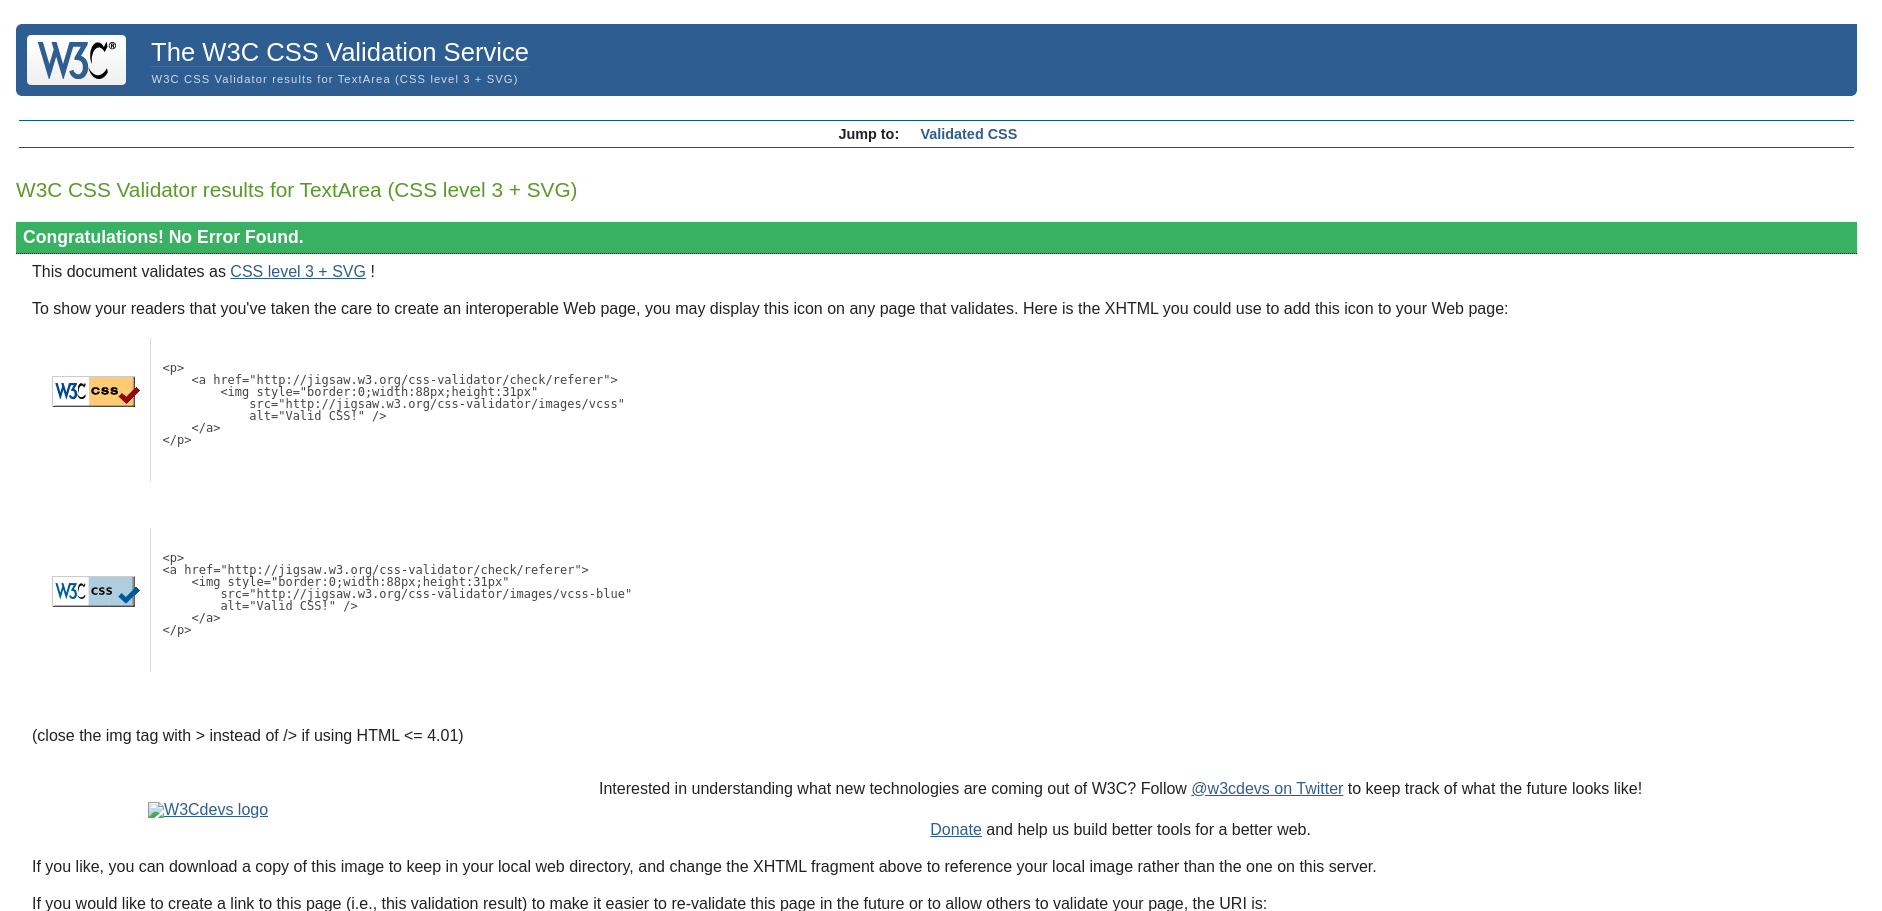 W3C®
The W3C CSS Validation Service
W3C CSS Validator results for TextArea (CSS level 3 + SVG)
Jump to: Validated CSS
W3C CSS Validator results for TextArea (CSS level 3 + SVG)
Congratulations! No Error Found.
This document validates as CSS level 3 + SVG !
To show your readers that you've taken the care to create an interoperable Web page, you may display this icon on any page that validates. Here is the XHTML you could use to add this icon to your Web page:
<p>
    <a href="http://jigsaw.w3.org/css-validator/check/referer">
        <img style="border:0;width:88px;height:31px"
W3C css
            src="http://jigsaw.w3.org/css-validator/images/vcss"
            alt="Valid CSS!" />
    </a>
</p>
<p>
<a href="http://jigsaw.w3.org/css-validator/check/referer">
    <img style="border:0;width:88px;height:31px"
W3C css
        src="http://jigsaw.w3.org/css-validator/images/vcss-blue"
        alt="Valid CSS!" />
    </a>
</p>
(close the img tag with > instead of /> if using HTML <= 4.01)
Interested in understanding what new technologies are coming out of W3C? Follow @w3cdevs on Twitter to keep track of what the future looks like!
W3Cdevs logo
Donate and help us build better tools for a better web.
If you like, you can download a copy of this image to keep in your local web directory, and change the XHTML fragment above to reference your local image rather than the one on this server.
If you would like to create a link to this page (i.e., this validation result) to make it easier to re-validate this page in the future or to allow others to validate your page, the URI is: